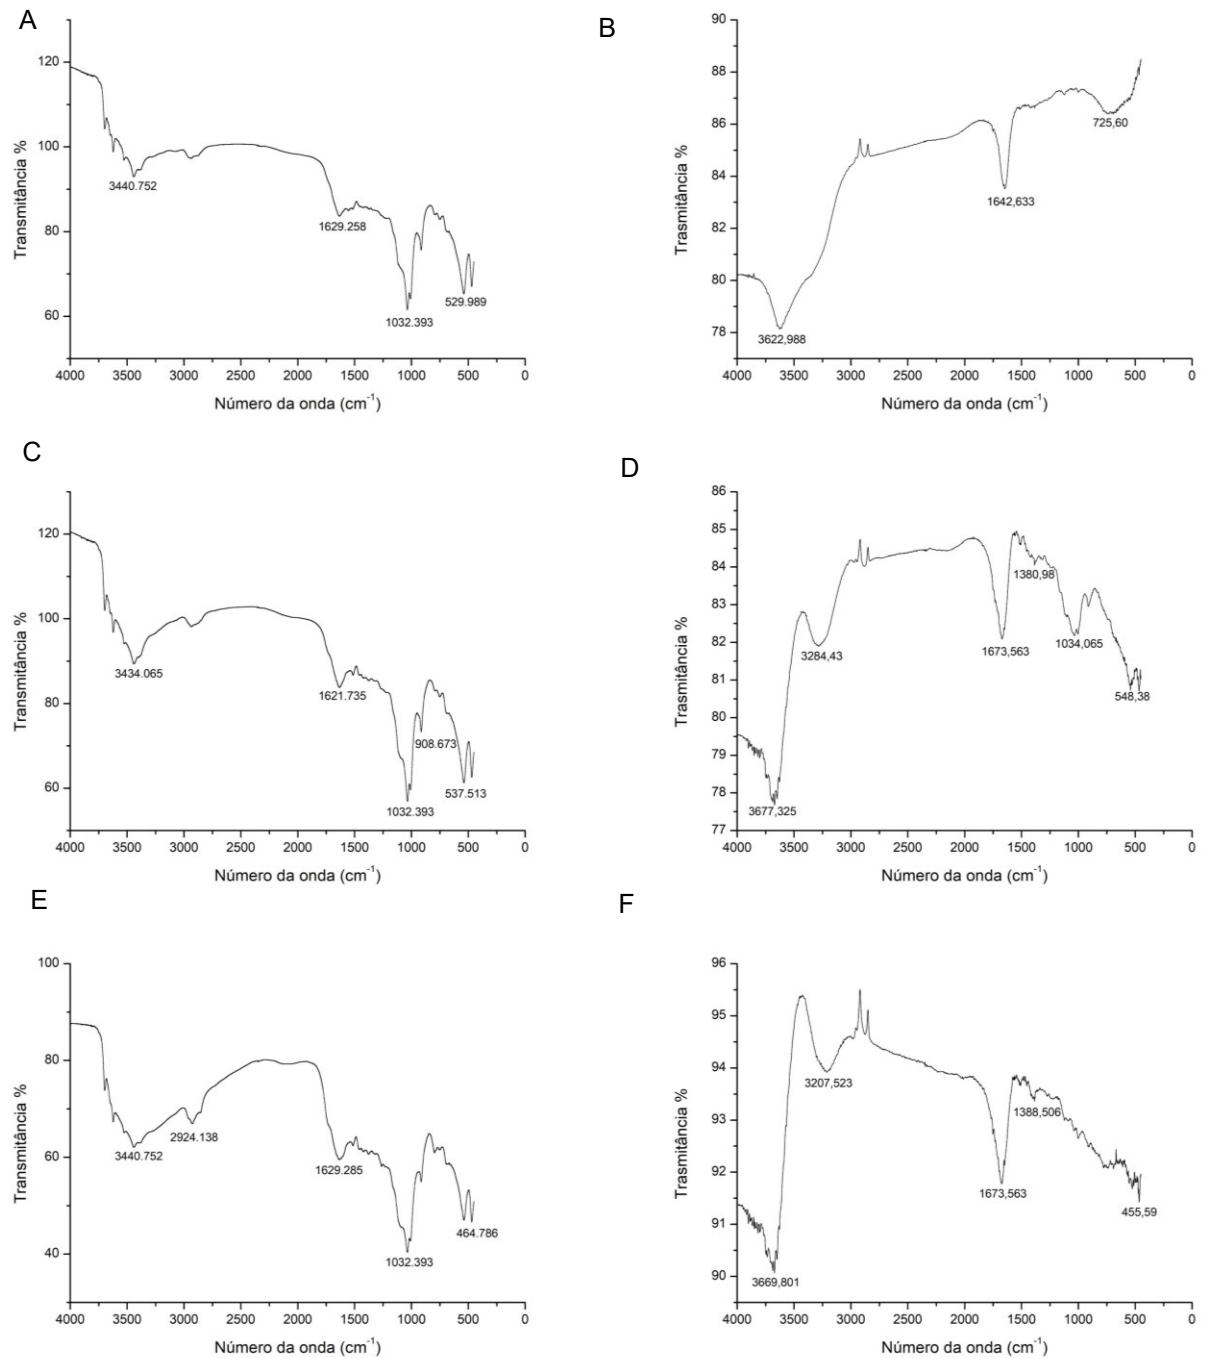 A
Transmitância %
120
100
80
60
3440.752
1629.258
1032.393
529.989
4000 3500 3000 2500 2000 1500 1000 500 0
Número da onda (cm-1)
B
Trasmitância %
90
88
86
84
82
80
78
3622,988
1642,633
725,60
4000 3500 3000 2500 2000 1500 1000 500 0
Número da onda (cm-1)
C
Transmitância %
120
100
80
60
3434.065
1621.735
908.673
1032.393
537.513
4000 3500 3000 2500 2000 1500 1000 500 0
Número da onda (cm-1)
D
Trasmitância %
86
85
84
83
82
81
80
79
78
77
3677,325
3284,43
1673,563
1380,98
1034,065
548,38
4000 3500 3000 2500 2000 1500 1000 500 0
Número da onda (cm-1)
E
Transmitância %
100
80
60
40
3440.752
2924.138
1629.285
1032.393
464.786
4000 3500 3000 2500 2000 1500 1000 500 0
Número da onda (cm-1)
F
Trasmitância %
96
95
94
93
92
91
90
3669,801
3207,523
1673,563
1388,506
455,59
4000 3500 3000 2500 2000 1500 1000 500 0
Número da onda (cm-1)